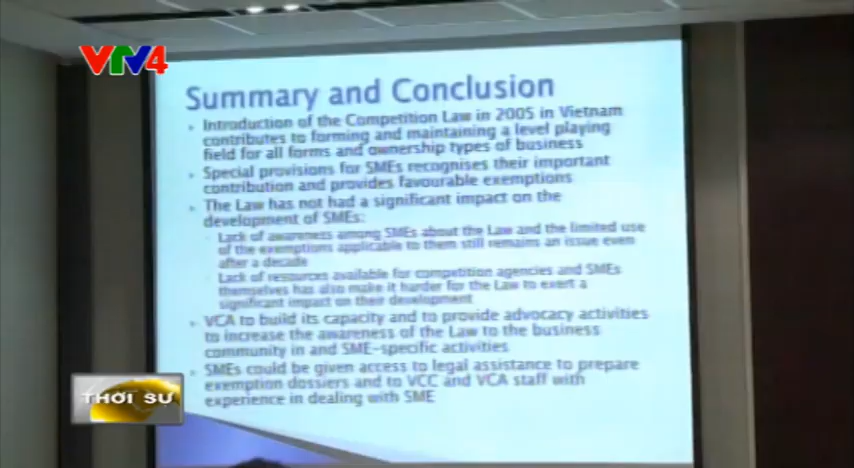 VTV4
Summary and Conclusion
Introduction of the Competition Law in 2005 in Vietnam
contributes to forming and maintaining a level playing
field for all forms and ownership types of business
Special provisions for SMEs recognises their important
contribution and provides favourable exemptions
The Law has not had a significant impact on the
development of SMEs:
Lack of awareness among SMEs about the Law and the limited use
of the exemptions applicable to them still remains an issue even
after a decade
Lack of resources available for competition agencies and SMEs
themselves has also make it harder for the Law to exert a
significant impact on their development
VCA to build its capacity and to provide advocacy activities
to increase the awareness of the Law to the business
community in and SME-specific activities
SMEs could be given access to legal assistance to prepare
exemption dossiers and to VCC and VCA staff with
experience in dealing with SME
THỜI SỰ